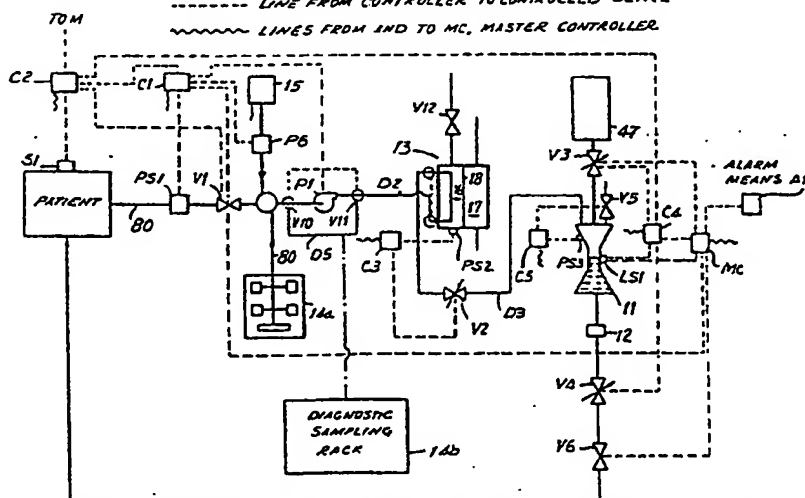 LINE FROM CONTROLLER TO CONTROLLED DEVICE
LINES FROM AND TO MC, MASTER CONTROLLER
TO M
C2
C1
15
V12
47
S1
P6
13
V3
PATIENT
PS1
V1
P1
D2
18
17
V5
ALARM
MEANS A1
80
V10
V11
C4
D5
C3
PS2
C5
PS3
MC
80
LS1
V2
D3
11
14a
12
DIAGNOSTIC
SAMPLING
RACK
14b
V4
V6